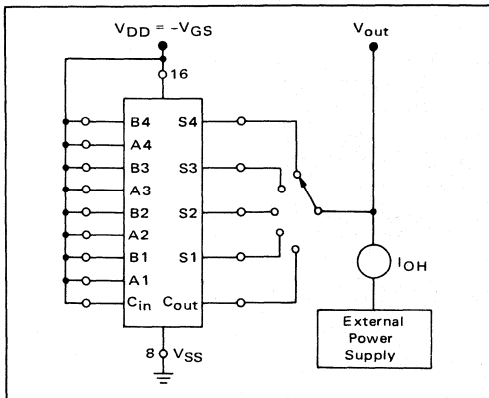 VDD = -VGS
Vout
16
B4 S4
A4
B3 S3
A3
B2 S2
A2
B1 S1
A1
Cin Cout
IOH
External
Power
Supply
8 VSS